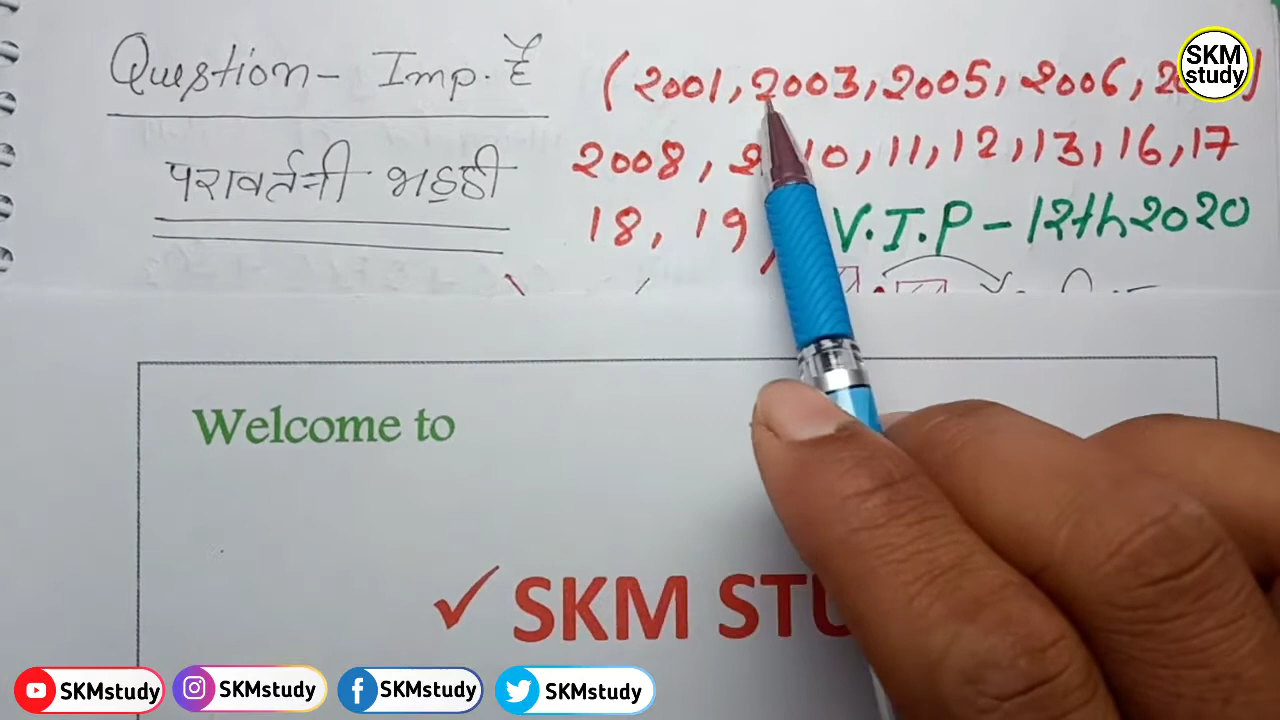 Question - Imp. है
(2001, 2003, 2005, 2006,
परावर्तनी भट्टी
2008, 2010, 11, 12, 13, 16, 17
18, 19, V.I.P - 12th 2020
SKM
study
Welcome to
✓ SKM STU
SKMstudy
SKMstudy
SKMstudy
SKMstudy